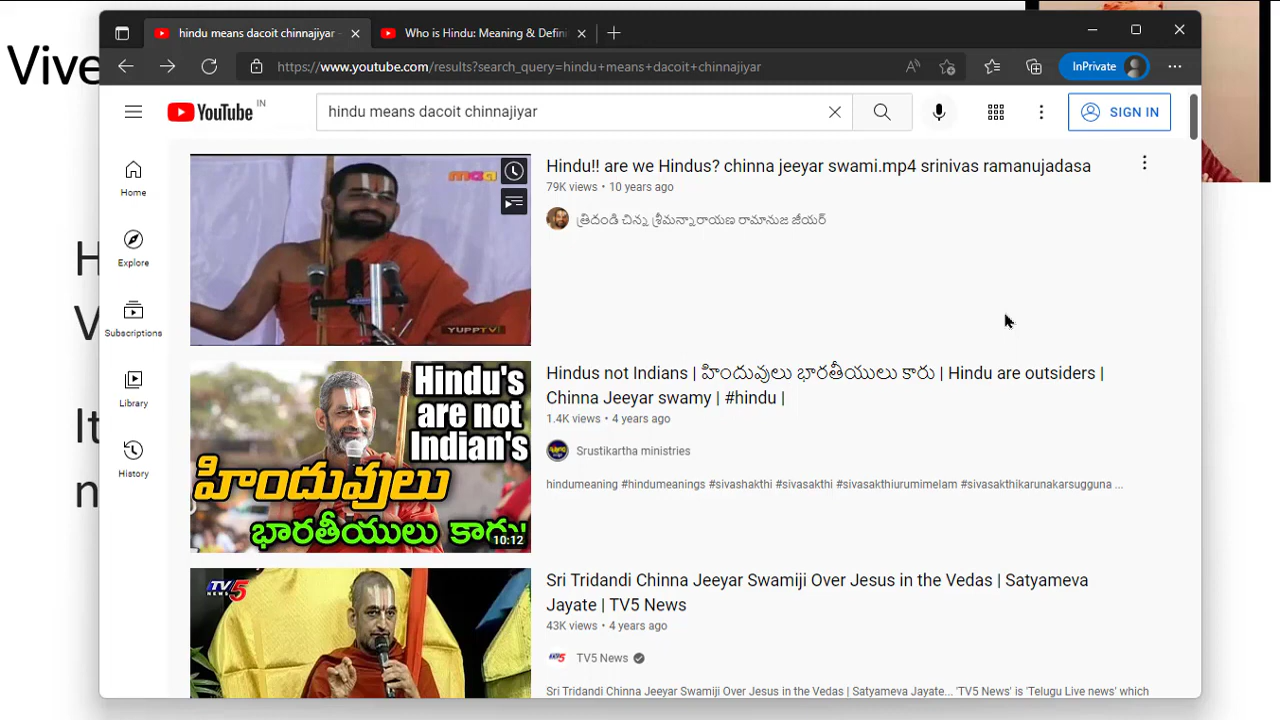 Vive
hindu means dacoit chinnajiyar -
Who is Hindu: Meaning & Defini
https://www.youtube.com/results?search_query=hindu+means+dacoit+chinnajiyar
InPrivate
YouTube IN
hindu means dacoit chinnajiyar
SIGN IN
Home
Explore
Subscriptions
Library
History
H
V
It
n
maa
YUPPTV
Hindu!! are we Hindus? chinna jeeyar swami.mp4 srinivas ramanujadasa
79K views • 10 years ago
త్రిదండి చిన్న శ్రీమన్నారాయణ రామానుజ జీయర్
Hindu's
are not
Indian's
హిందువులు
భారతీయులు కారు!
10:12
Hindus not Indians | హిందువులు భారతీయులు కారు | Hindu are outsiders |
Chinna Jeeyar swamy | #hindu |
1.4K views • 4 years ago
Srustikartha ministries
hindumeaning #hindumeanings #sivashakthi #sivasakthi #sivasakthiurumimelam #sivasakthikarunakarsugguna ...
TV5
NEWS
Sri Tridandi Chinna Jeeyar Swamiji Over Jesus in the Vedas | Satyameva
Jayate | TV5 News
43K views • 4 years ago
TV5 News
Sri Tridandi Chinna Jeeyar Swamiji Over Jesus in the Vedas | Satyameva Jayate... 'TV5 News' is 'Telugu Live news' which